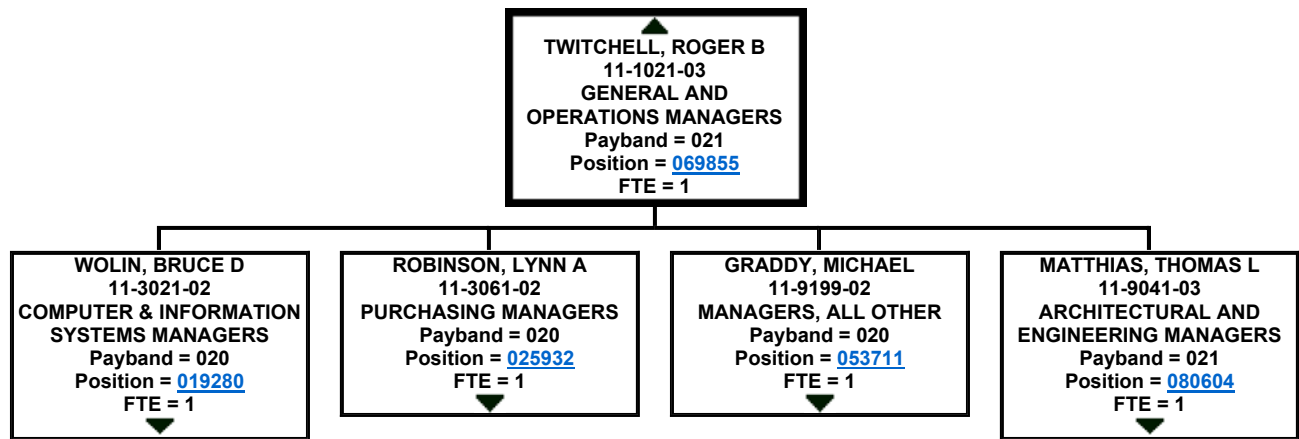 TWITCHELL, ROGER B
11-1021-03
GENERAL AND
OPERATIONS MANAGERS
Payband = 021
Position = 069855
FTE = 1
WOLIN, BRUCE D
11-3021-02
COMPUTER & INFORMATION
SYSTEMS MANAGERS
Payband = 020
Position = 019280
FTE = 1
ROBINSON, LYNN A
11-3061-02
PURCHASING MANAGERS
Payband = 020
Position = 025932
FTE = 1
GRADDY, MICHAEL
11-9199-02
MANAGERS, ALL OTHER
Payband = 020
Position = 053711
FTE = 1
MATTHIAS, THOMAS L
11-9041-03
ARCHITECTURAL AND
ENGINEERING MANAGERS
Payband = 021
Position = 080604
FTE = 1